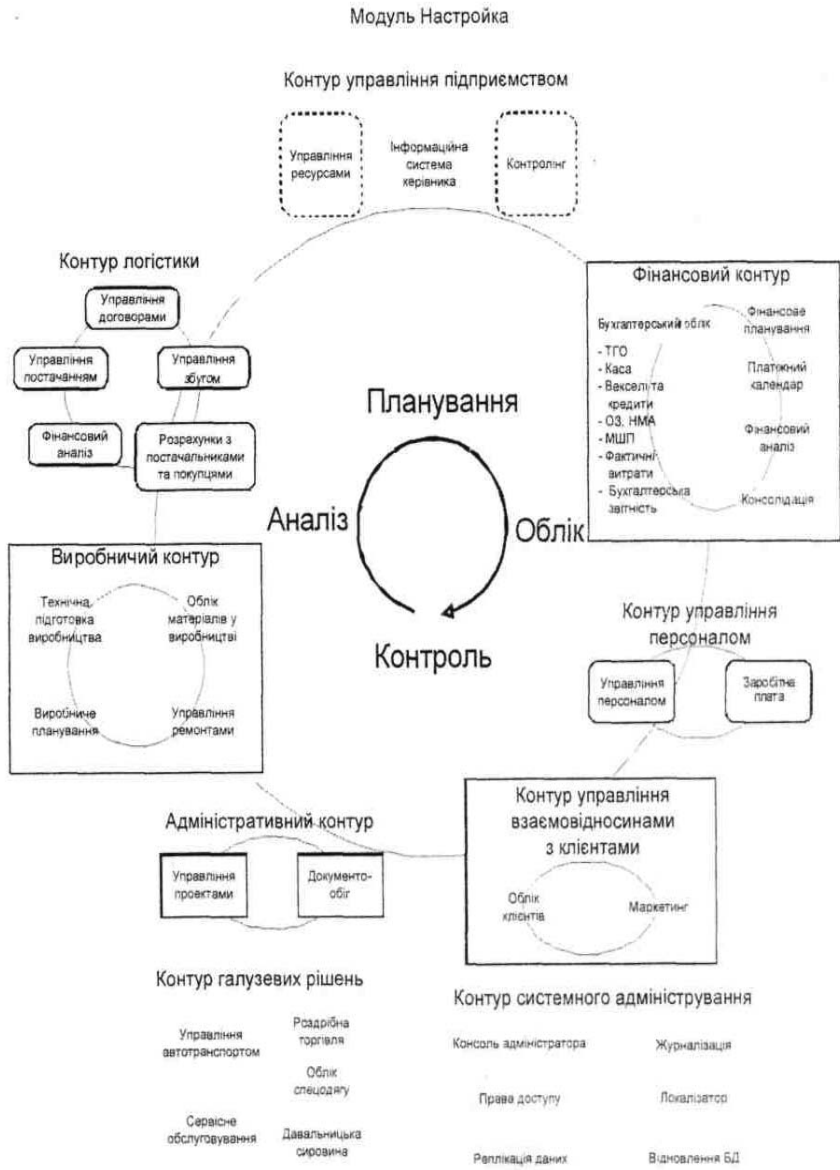 Модуль Настройка
Контур управління підприємством
Управління
ресурсами
Інформаційна
система
керівника
Контролінг
Контур логістики
Управління
договорами
Управління
постачанням
Управління
збутом
Фінансовий
аналіз
Розрахунки з
постачальниками
та покупцями
Фінансовий контур
Бухгалтерський облік
- ТГО
- Каса
- Векселі та
кредити
- ОЗ, НМА
- МШП
- Фактичні
витрати
- Бухгалтерська
звітність
Фінансове
планування
Платіжний
календар
Фінансовий
аналіз
Консолідація
Планування
Аналіз
Облік
Контроль
Виробничий контур
Технічна
підготовка
виробництва
Облік
матеріалів у
виробництві
Виробниче
планування
Управління
ремонтами
Контур управління
персоналом
Управління
персоналом
Заробітна
плата
Адміністративний контур
Управління
проектами
Документо-
обіг
Контур управління
взаємовідносинами
з клієнтами
Облік
клієнтів
Маркетинг
Контур галузевих рішень
Управління
автотранспортом
Роздрібна
торгівля
Облік
спецодягу
Сервісне
обслуговування
Давальницька
сировина
Контур системного адміністрування
Консоль адміністратора
Журналізація
Права доступу
Локалізатор
Реплікація даних
Відновлення БД